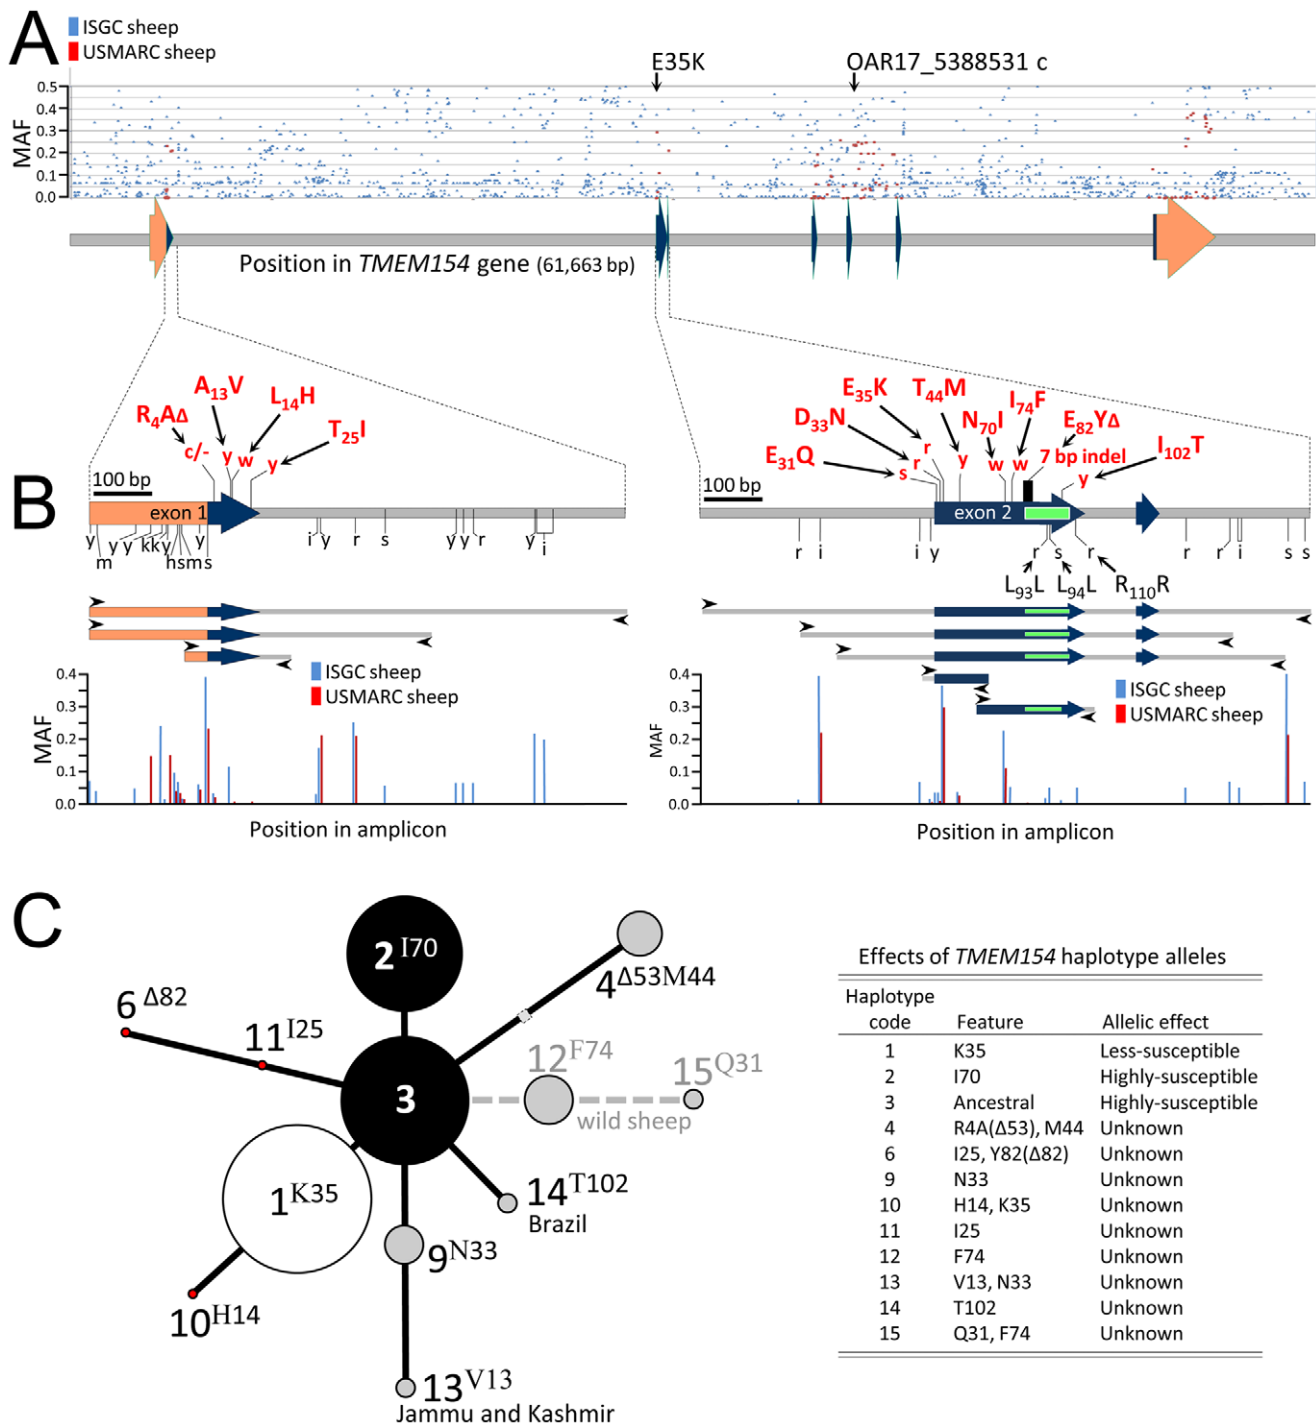 A
ISGC sheep
USMARC sheep
E35K
OAR17_5388531 c
MAF
0.5
0.4
0.3
0.2
0.1
0.0
Position in TMEM154 gene (61,663 bp)
B
R4AΔ
A13V
L14H
T25I
c/-
y
w
y
100 bp
exon 1
y
m
y
y
k
k
y
h
s
m
y
s
i
y
r
s
y
y
r
y
i
E31Q
D33N
E35K
T44M
N70I
I74F
E82YΔ
I102T
s
r
r
y
w
w
7 bp indel
y
100 bp
exon 2
r
i
i
y
r
s
r
r
r
i
s
s
L93L
L94L
R110R
ISGC sheep
USMARC sheep
MAF
0.4
0.3
0.2
0.1
0.0
Position in amplicon
ISGC sheep
USMARC sheep
MAF
0.4
0.3
0.2
0.1
0.0
Position in amplicon
C
2 I70
4 Δ53M44
6 Δ82
11 I25
3
12 F74
15 Q31
wild sheep
1 K35
14 T102
Brazil
9 N33
10 H14
13 V13
Jammu and Kashmir
Effects of TMEM154 haplotype alleles
Haplotype
code Feature Allelic effect
1 K35 Less-susceptible
2 I70 Highly-susceptible
3 Ancestral Highly-susceptible
4 R4A(Δ53), M44 Unknown
6 I25, Y82(Δ82) Unknown
9 N33 Unknown
10 H14, K35 Unknown
11 I25 Unknown
12 F74 Unknown
13 V13, N33 Unknown
14 T102 Unknown
15 Q31, F74 Unknown